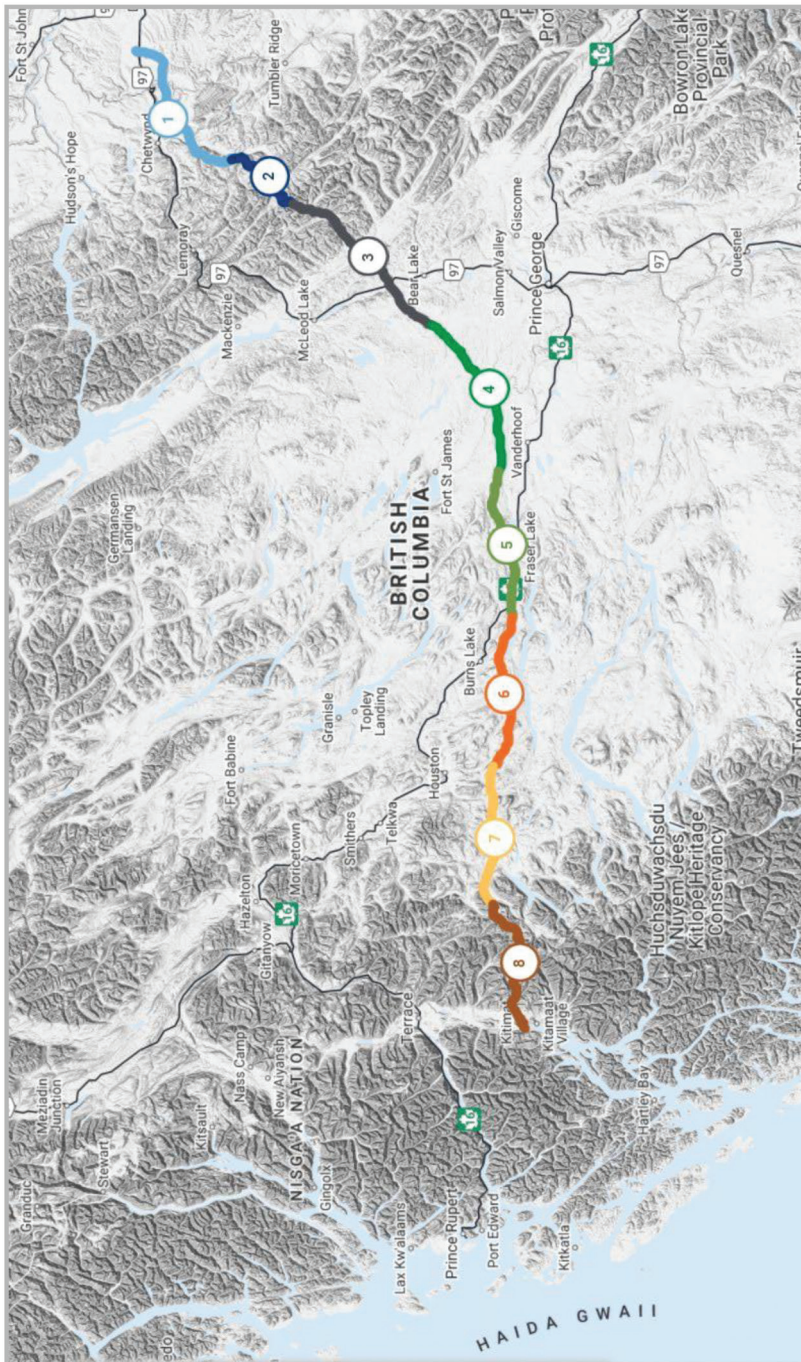 Granduc
Fort St John
Meziadin
Junction
Hudson's Hope
Stewart
97
Chetwynd
1
Germansen
Landing
Lemoray
Kitsault
97
Nass Camp
Fort Babine
Mackenzie
Hazelton
Tumbler Ridge
New Aiyansh
Gitanyow
2
NISGA'A NATION
16
Moricetown
McLeod Lake
Gingolx
Granisle
Smithers
Topley
Landing
3
Telkwa
Lax Kw'alaams
Terrace
BRITISH
COLUMBIA
Bear Lake
Houston
Fort St James
97
Prince Rupert
16
Burns Lake
Port Edward
7
6
4
Salmon Valley
Kitimat
5
Giscome
8
Vanderhoof
Fraser Lake
Prince George
Kitamaat
Village
16
Kitkatla
16
HAIDA GWAII
Hartley Bay
Huchsduwachsdu
Nuyem Jees /
Kitlope Heritage
Conservancy
97
Bowron Lake
Provincial
Park
Quesnel